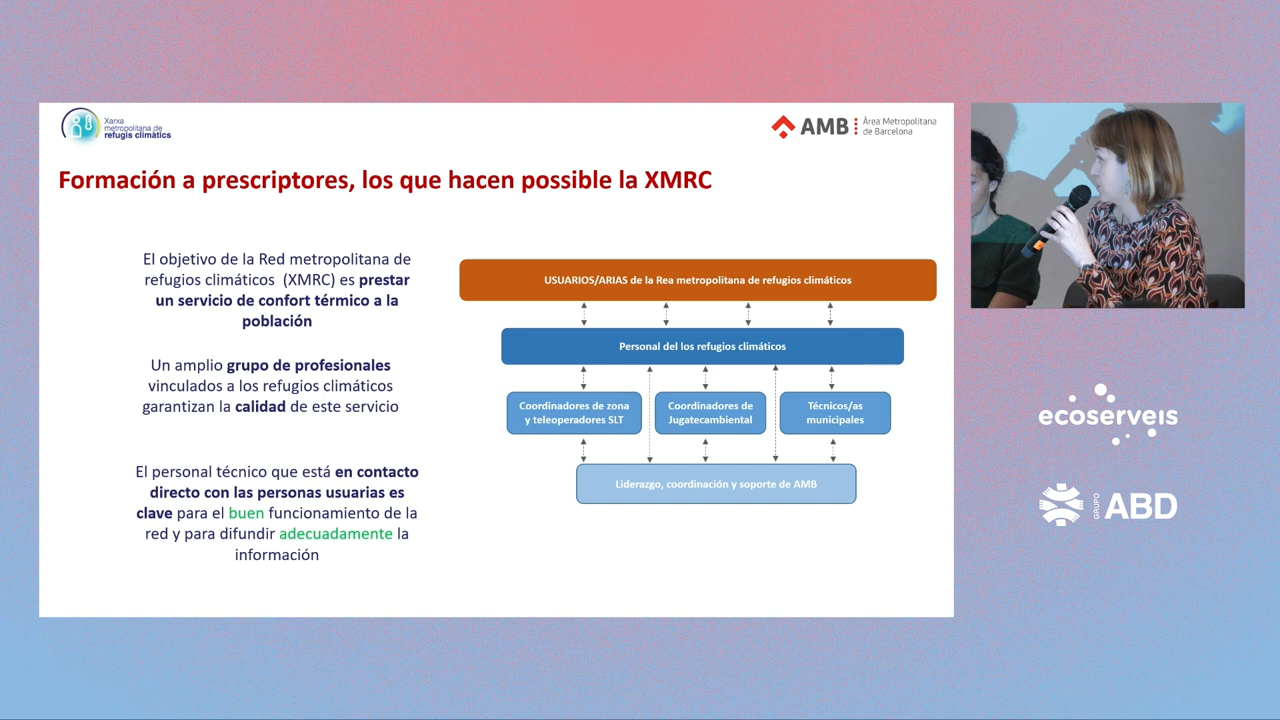 Xarxa
metropolitana de
refugis climàtics
AMB
Àrea Metropolitana
de Barcelona
Formación a prescriptores, los que hacen possible la XMRC
El objetivo de la Red metropolitana de
refugios climáticos (XMRC) es prestar
un servicio de confort térmico a la
población
Un amplio grupo de profesionales
vinculados a los refugios climáticos
garantizan la calidad de este servicio
El personal técnico que está en contacto
directo con las personas usuarias es
clave para el buen funcionamiento de la
red y para difundir adecuadamente la
información
USUARIOS/ARIAS de la Rea metropolitana de refugios climáticos
Personal del los refugios climáticos
Coordinadores de zona
y teleoperadores SLT
Coordinadores de
Jugatecambiental
Técnicos/as
municipales
Liderazgo, coordinación y soporte de AMB
ecoserveis
GRUPO
ABD